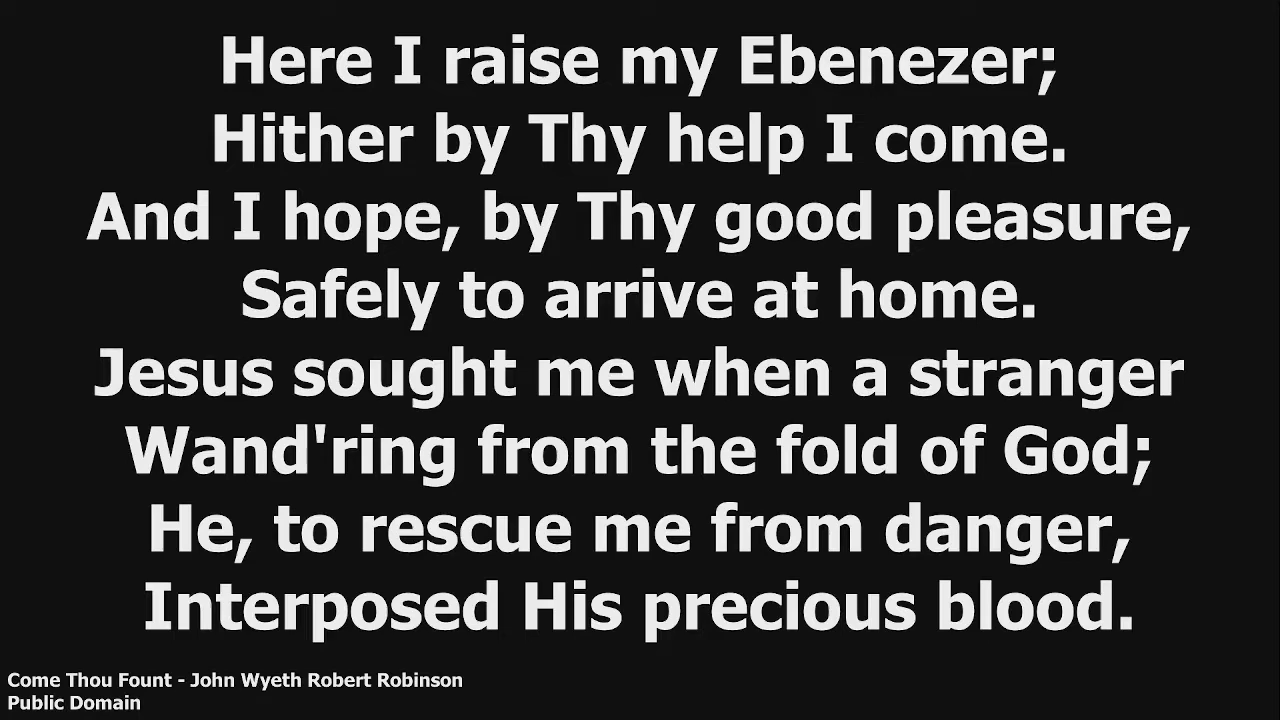 Here I raise my Ebenezer;
Hither by Thy help I come.
And I hope, by Thy good pleasure,
Safely to arrive at home.
Jesus sought me when a stranger
Wand'ring from the fold of God;
He, to rescue me from danger,
Interposed His precious blood.
Come Thou Fount - John Wyeth Robert Robinson
Public Domain